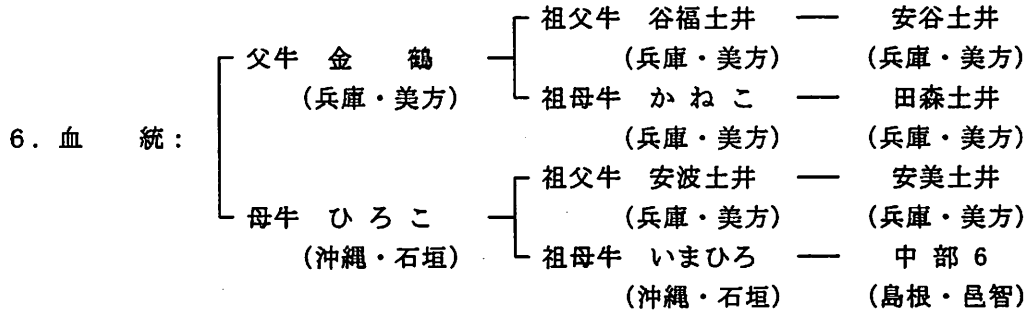 祖父牛 谷福土井 ― 安谷土井
父牛 金 鶴 (兵庫・美方) (兵庫・美方)
(兵庫・美方) 祖母牛 かねこ ― 田森土井
6. 血 統: (兵庫・美方) (兵庫・美方)
祖父牛 安波土井 ― 安美土井
母牛 ひろこ (兵庫・美方) (兵庫・美方)
(沖縄・石垣) 祖母牛 いまひろ ― 中部6
(沖縄・石垣) (島根・邑智)